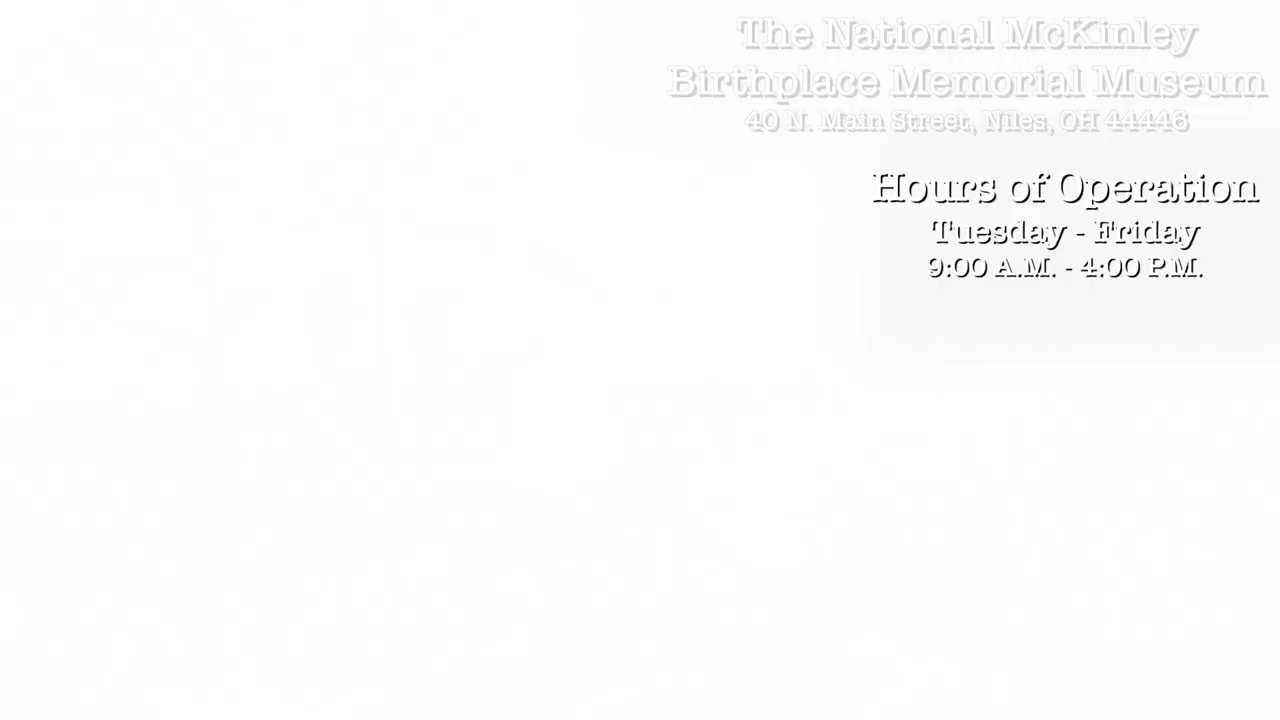 The National McKinley
Birthplace Memorial Museum
40 N. Main Street, Niles, OH 44446
Hours of Operation
Tuesday - Friday
9:00 A.M. - 4:00 P.M.